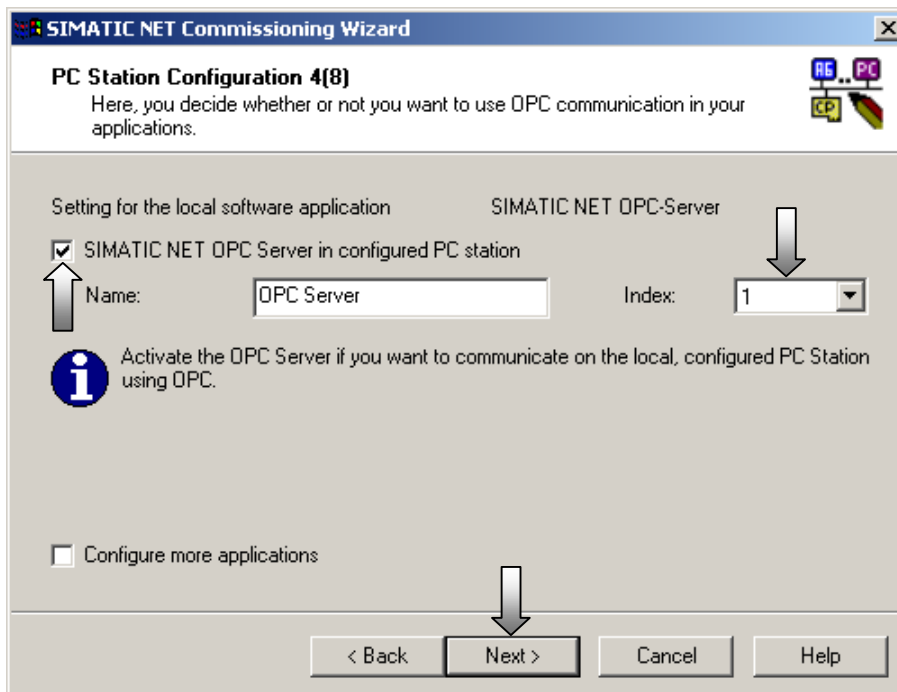 SIMATIC NET Commissioning Wizard
PC Station Configuration 4(8)
Here, you decide whether or not you want to use OPC communication in your
applications.
AG
PC
CP
Setting for the local software application SIMATIC NET OPC-Server
SIMATIC NET OPC Server in configured PC station
Name: OPC Server Index: 1
Activate the OPC Server if you want to communicate on the local, configured PC Station
using OPC.
Configure more applications
< Back Next > Cancel Help